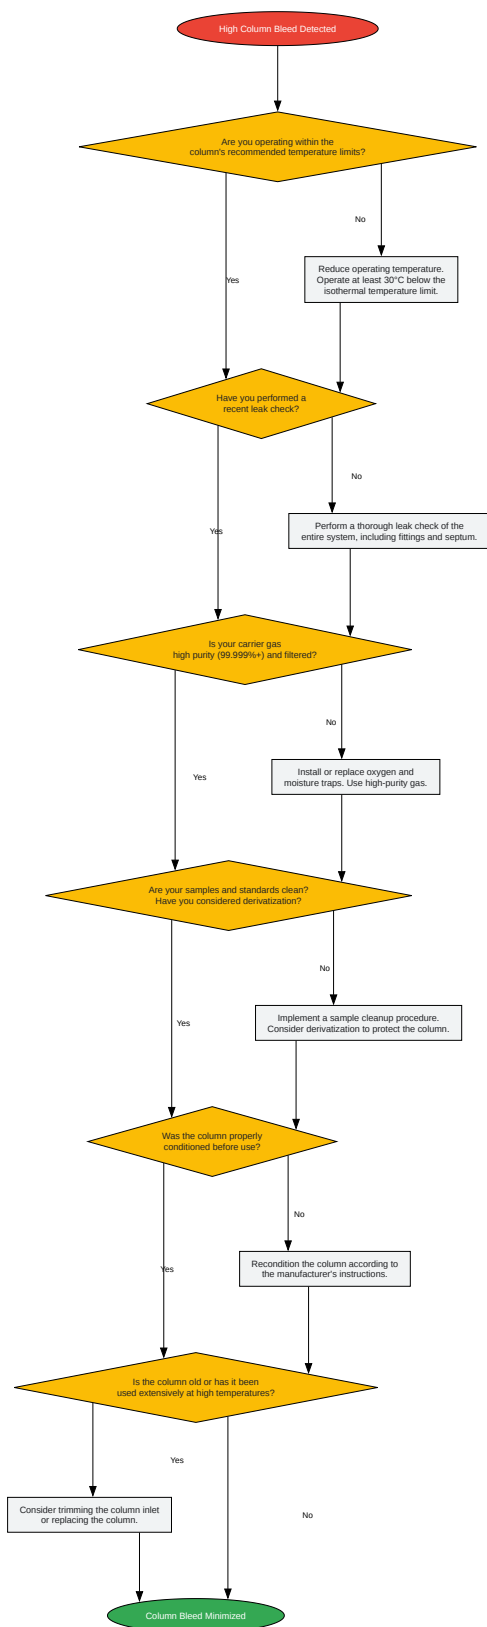 High Column Bleed Detected
Are you operating within the
column's recommended temperature limits?
No
Reduce operating temperature.
Operate at least 30°C below the
isothermal temperature limit.
Yes
Have you performed a
recent leak check?
No
Perform a thorough leak check of the
entire system, including fittings and septum.
Yes
Is your carrier gas
high purity (99.999%+) and filtered?
No
Install or replace oxygen and
moisture traps. Use high-purity gas.
Yes
Are your samples and standards clean?
Have you considered derivatization?
No
Implement a sample cleanup procedure.
Consider derivatization to protect the column.
Yes
Was the column properly
conditioned before use?
No
Recondition the column according to
the manufacturer's instructions.
Yes
Is the column old or has it been
used extensively at high temperatures?
Yes
Consider trimming the column inlet
or replacing the column.
No
Column Bleed Minimized